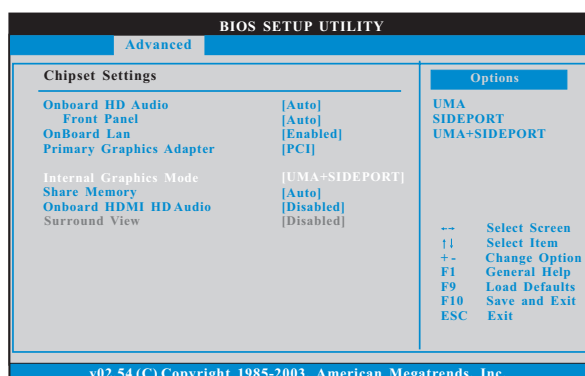 BIOS SETUP UTILITY
Advanced
Chipset Settings
Onboard HD Audio [Auto]
Front Panel [Auto]
OnBoard Lan [Enabled]
Primary Graphics Adapter [PCI]
Internal Graphics Mode [UMA+SIDEPORT]
Share Memory [Auto]
Onboard HDMI HD Audio [Disabled]
Surround View [Disabled]
Options
UMA
SIDEPORT
UMA+SIDEPORT
←→ Select Screen
↑↓ Select Item
+ - Change Option
F1 General Help
F9 Load Defaults
F10 Save and Exit
ESC Exit
v02.54 (C) Copyright 1985-2003, American Megatrends, Inc.